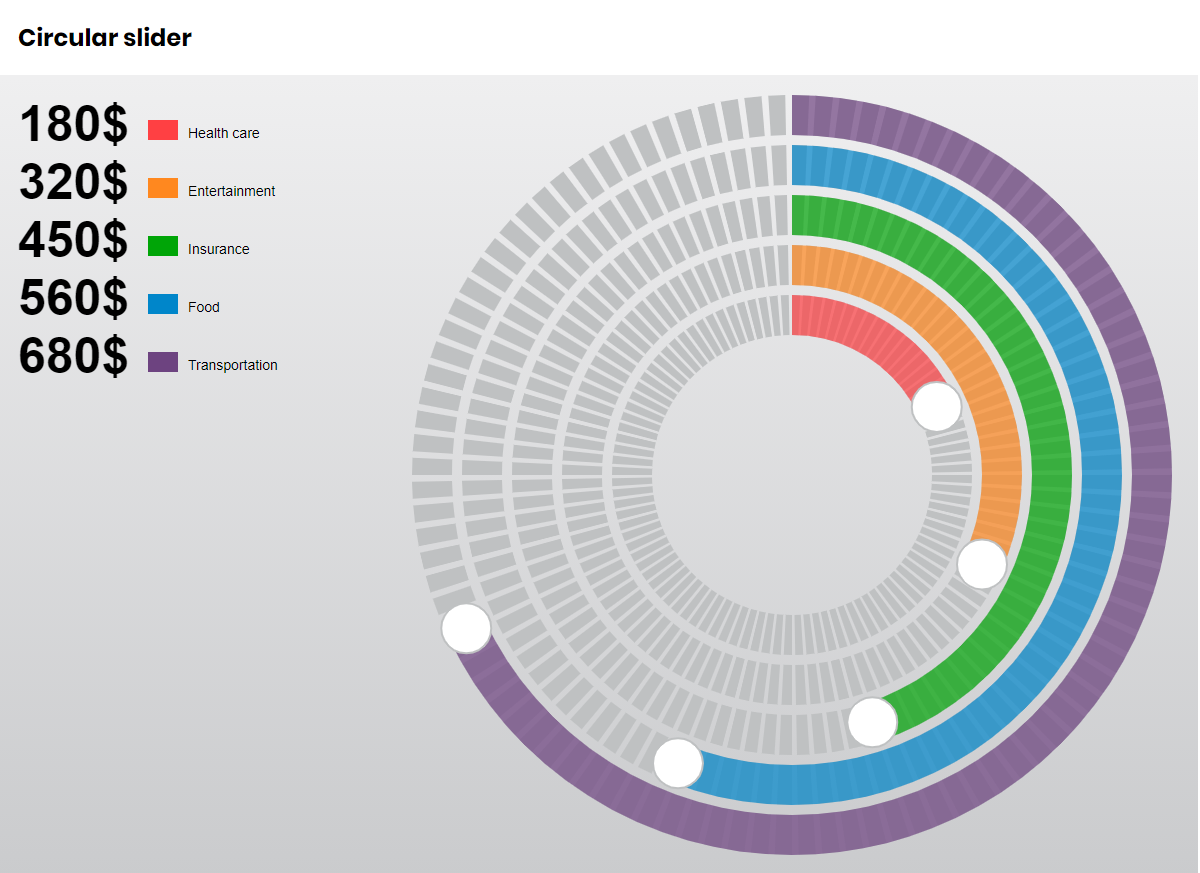 Circular slider
180$ Health care
320$ Entertainment
450$ Insurance
560$ Food
680$ Transportation